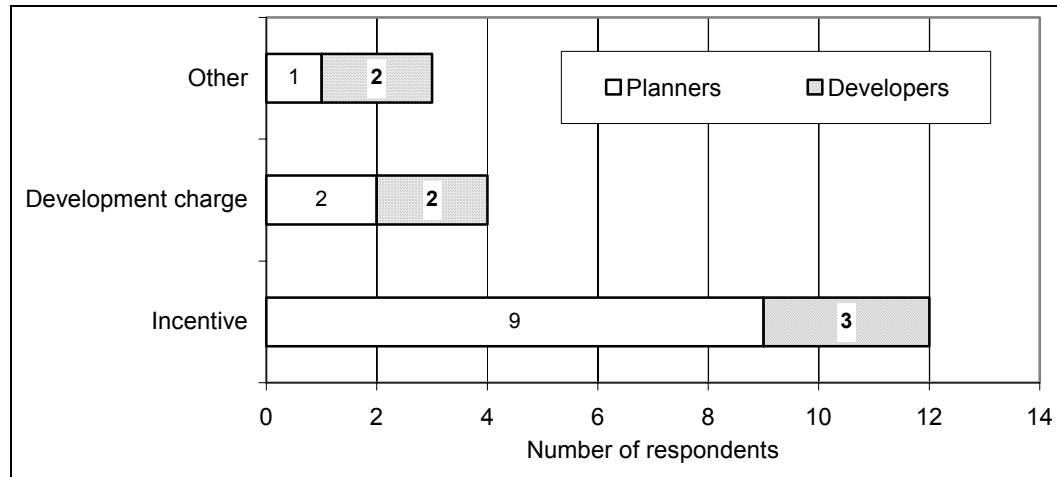 Other
1
2
Planners
Developers
Development charge
2
2
Incentive
9
3
0 2 4 6 8 10 12 14
Number of respondents